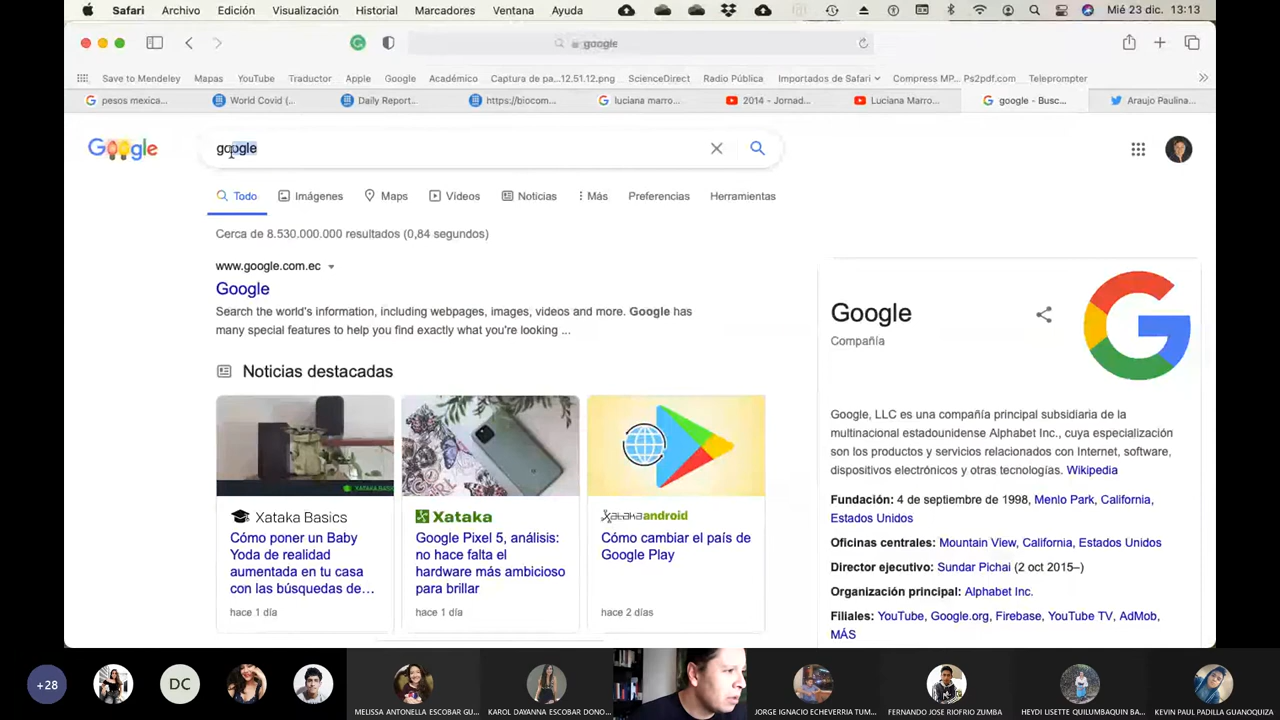 Safari Archivo Edición Visualización Historial Marcadores Ventana Ayuda Mié 23 dic. 13:13
google
Save to Mendeley Mapas YouTube Traductor Apple Google Académico Captura de pa...12.51.12.png ScienceDirect Radio Pública Importados de Safari Compress MP... Ps2pdf.com Teleprompter
pesos mexica... World Covid (... Daily Report... https://biocom... luciana marro... 2014 - Jornad... Luciana Marro... google - Busc... Araujo Paulina...
Google
google
Todo Imágenes Maps Vídeos Noticias Más Preferencias Herramientas
Cerca de 8.530.000.000 resultados (0,84 segundos)
www.google.com.ec
Google
Search the world's information, including webpages, images, videos and more. Google has
many special features to help you find exactly what you're looking ...
Noticias destacadas
XATAKA BASICS
Xataka Basics
Cómo poner un Baby
Yoda de realidad
aumentada en tu casa
con las búsquedas de...
hace 1 día
Xataka
Google Pixel 5, análisis:
no hace falta el
hardware más ambicioso
para brillar
hace 1 día
xatakandroid
Cómo cambiar el país de
Google Play
hace 2 días
Google
Compañía
Google, LLC es una compañía principal subsidiaria de la
multinacional estadounidense Alphabet Inc., cuya especialización
son los productos y servicios relacionados con Internet, software,
dispositivos electrónicos y otras tecnologías. Wikipedia
Fundación: 4 de septiembre de 1998, Menlo Park, California,
Estados Unidos
Oficinas centrales: Mountain View, California, Estados Unidos
Director ejecutivo: Sundar Pichai (2 oct 2015–)
Organización principal: Alphabet Inc.
Filiales: YouTube, Google.org, Firebase, YouTube TV, AdMob,
MÁS
+28 DC
MELISSA ANTONELLA ESCOBAR GU... KAROL DAYANNA ESCOBAR DONO... JORGE IGNACIO ECHEVERRIA TUM... FERNANDO JOSE RIOFRIO ZUMBA HEYDI LISETTE QUILUMBAQUIN BA... KEVIN PAUL PADILLA GUANOQUIZA